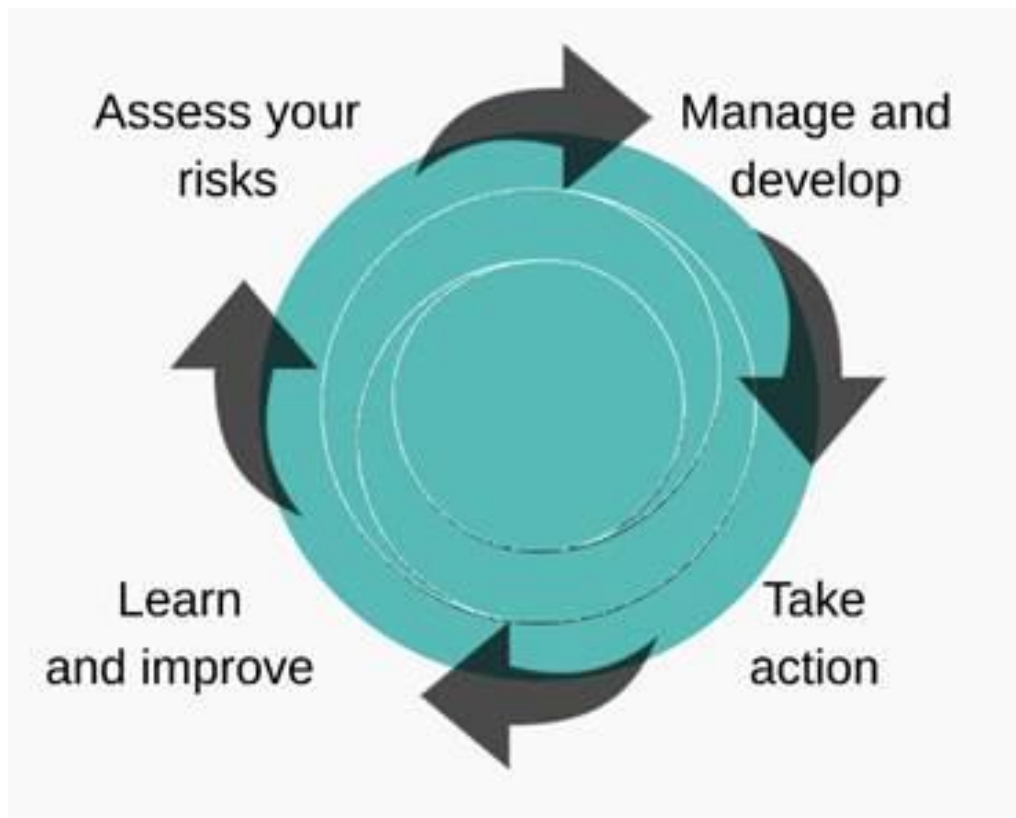 Assess your
risks
Manage and
develop
Take
action
Learn
and improve